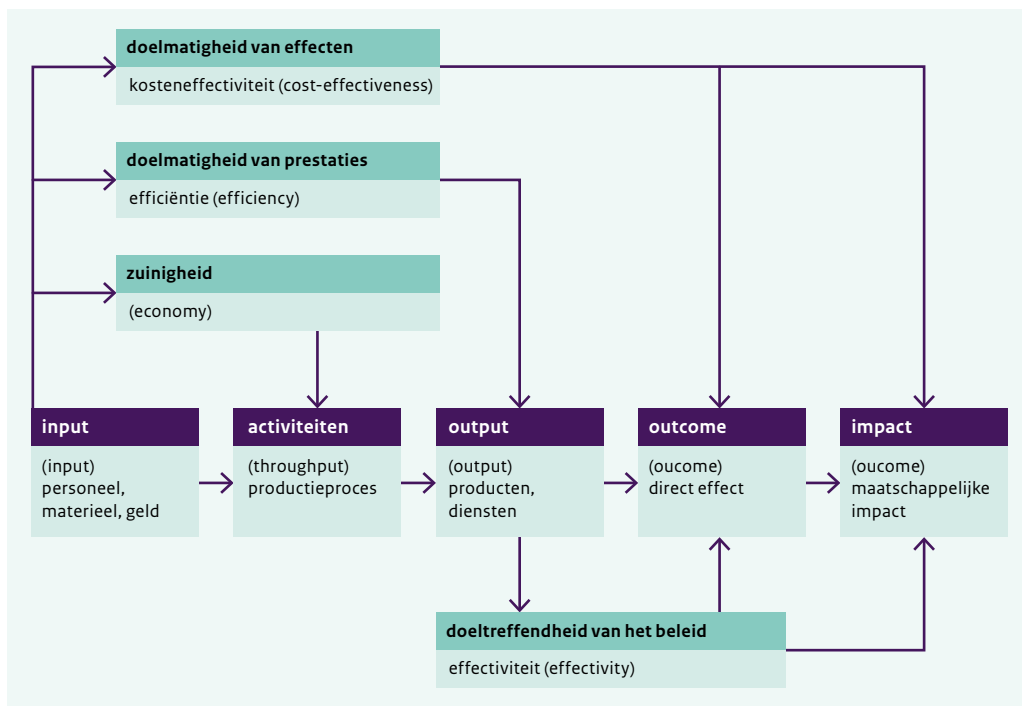 doelmatigheid van effecten
kosteneffectiviteit (cost-effectiveness)
doelmatigheid van prestaties
efficiëntie (efficiency)
zuinigheid
(economy)
input
(input)
personeel,
materieel, geld
activiteiten
(throughput)
productieproces
output
(output)
producten,
diensten
outcome
(oucome)
direct effect
impact
(oucome)
maatschappelijke
impact
doeltreffendheid van het beleid
effectiviteit (effectivity)